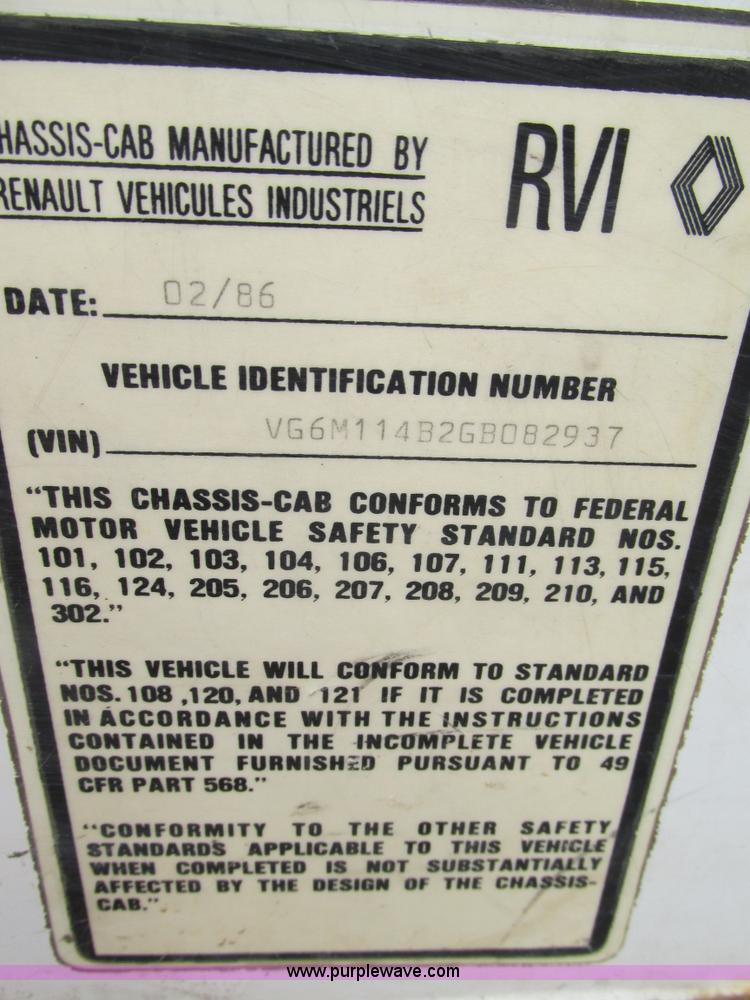 HASSIS-CAB MANUFACTURED BY
RENAULT VEHICULES INDUSTRIELS
RVI
DATE: 02/86
VEHICLE IDENTIFICATION NUMBER
(VIN) VG6M114B2GB082937
"THIS CHASSIS-CAB CONFORMS TO FEDERAL
MOTOR VEHICLE SAFETY STANDARD NOS.
101, 102, 103, 104, 106, 107, 111, 113, 115,
116, 124, 205, 206, 207, 208, 209, 210, AND
302."
"THIS VEHICLE WILL CONFORM TO STANDARD
NOS. 108 ,120, AND 121 IF IT IS COMPLETED
IN ACCORDANCE WITH THE INSTRUCTIONS
CONTAINED IN THE INCOMPLETE VEHICLE
DOCUMENT FURNISHED PURSUANT TO 49
CFR PART 568."
"CONFORMITY TO THE OTHER SAFETY
STANDARDS APPLICABLE TO THIS VEHICLE
WHEN COMPLETED IS NOT SUBSTANTIALLY
AFFECTED BY THE DESIGN OF THE CHASSIS-
CAB."
www.purplewave.com